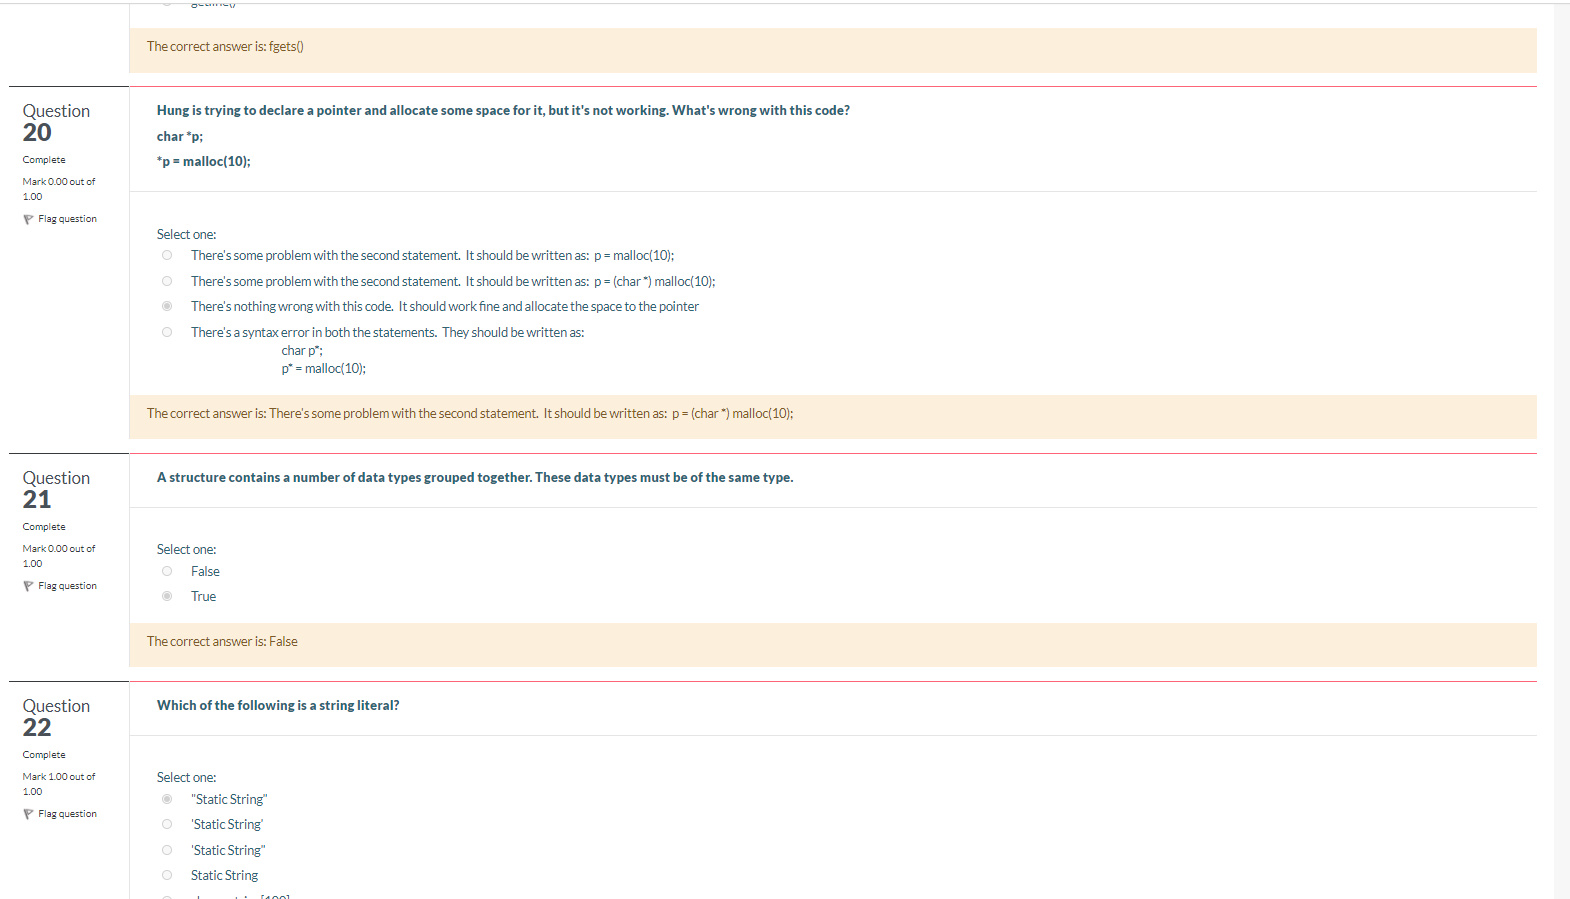 The correct answer is: fgets()
Question
20
Complete
Mark 0.00 out of
1.00
Flag question
Hung is trying to declare a pointer and allocate some space for it, but it's not working. What's wrong with this code?
char *p;
*p = malloc(10);
Select one:
There's some problem with the second statement. It should be written as: p = malloc(10);
There's some problem with the second statement. It should be written as: p = (char *) malloc(10);
There's nothing wrong with this code. It should work fine and allocate the space to the pointer
There's a syntax error in both the statements. They should be written as:
char p*;
p* = malloc(10);
The correct answer is: There's some problem with the second statement. It should be written as: p = (char *) malloc(10);
Question
21
Complete
Mark 0.00 out of
1.00
Flag question
A structure contains a number of data types grouped together. These data types must be of the same type.
Select one:
False
True
The correct answer is: False
Question
22
Complete
Mark 1.00 out of
1.00
Flag question
Which of the following is a string literal?
Select one:
"Static String"
'Static String'
'Static String"
Static String